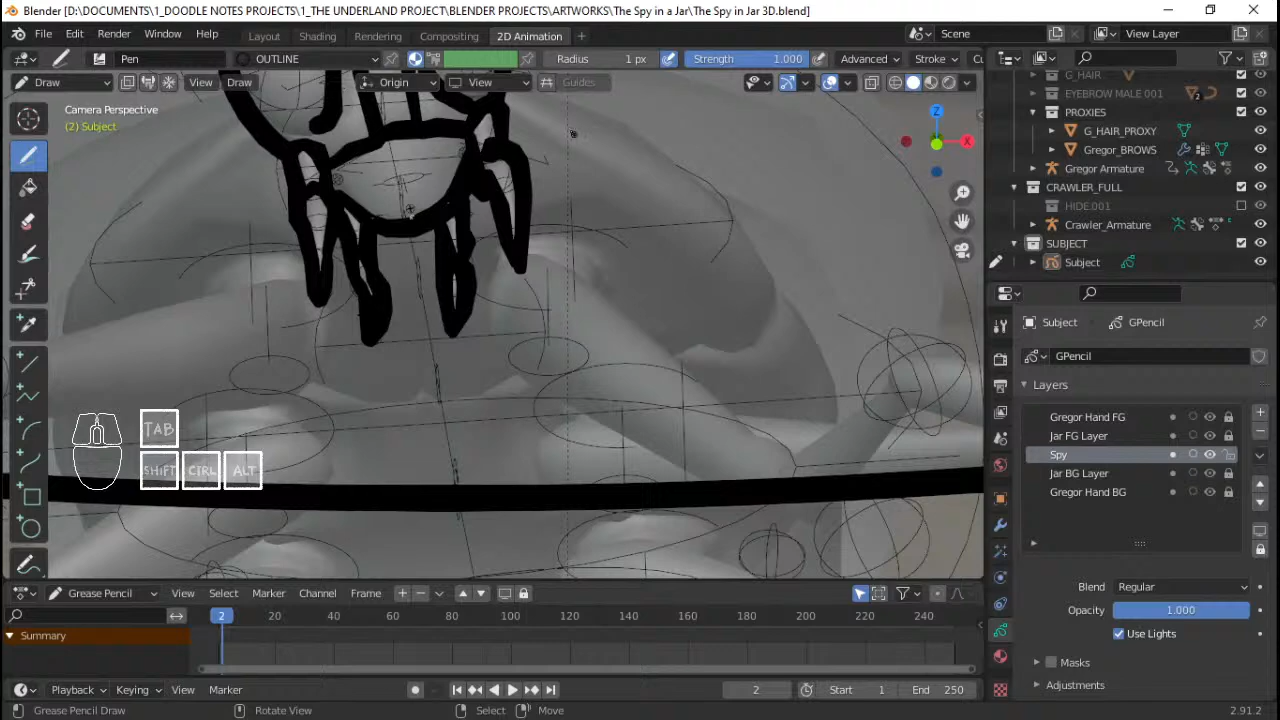 Blender [D:\DOCUMENTS\1_DOODLE NOTES PROJECTS\1_THE UNDERLAND PROJECT\BLENDER PROJECTS\ARTWORKS\The Spy in a Jar\The Spy in Jar 3D.blend]
File Edit Render Window Help Layout Shading Rendering Compositing 2D Animation + Scene View Layer
Pen OUTLINE Radius 1 px Strength 1.000 Advanced Stroke Cu
Draw View Draw Origin View Guides
Camera Perspective
(2) Subject
Z
X
G_HAIR
EYEBROW MALE 001
2
PROXIES
G_HAIR_PROXY
Gregor_BROWS
Gregor Armature
CRAWLER_FULL
HIDE.001
Crawler_Armature
SUBJECT
Subject
Subject GPencil
GPencil
Layers
Gregor Hand FG
Jar FG Layer
Spy
Jar BG Layer
Gregor Hand BG
Blend Regular
Opacity 1.000
Use Lights
Masks
Adjustments
TAB
SHIFT CTRL ALT
Grease Pencil View Select Marker Channel Frame
2 20 40 60 80 100 120 140 160 180 200 220 240
Summary
Playback Keying View Marker 2 Start 1 End 250
Grease Pencil Draw Rotate View Select Move 2.91.2